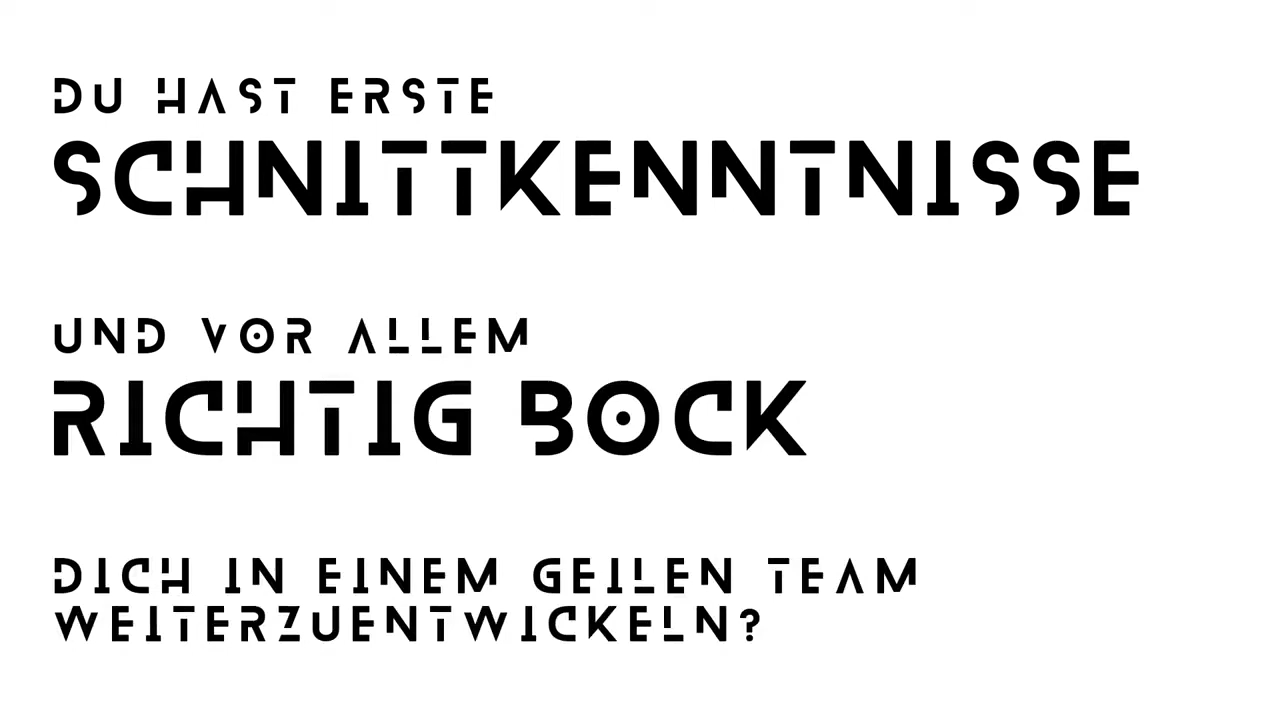 DU HAST ERSTE
SCHNITTKENNTNISSE
UND VOR ALLEM
RICHTIG BOCK
DICH IN EINEM GEILEN TEAM
WEITERZUENTWICKELN?